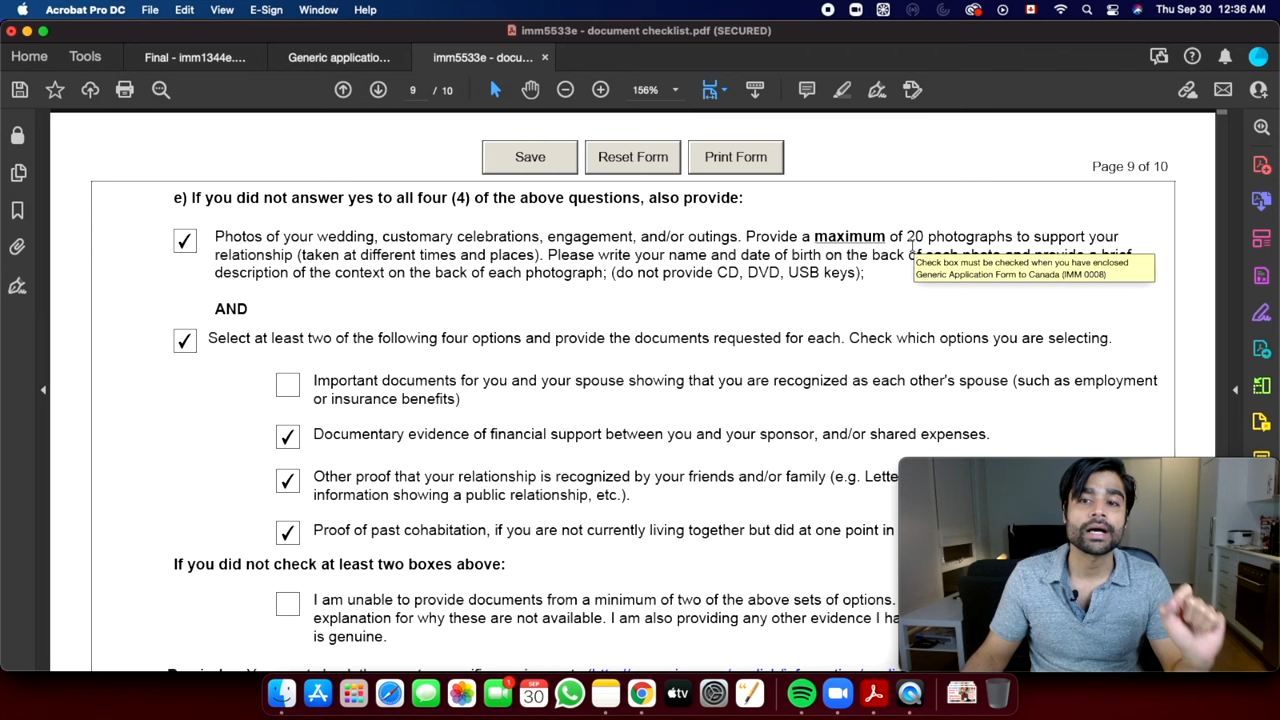 Acrobat Pro DC File Edit View E-Sign Window Help Thu Sep 30 12:36 AM
imm5533e - document checklist.pdf (SECURED)
Home Tools Final - imm1344e.... Generic applicatio... imm5533e - docu... ×
9 / 10 156%
Save Reset Form Print Form
Page 9 of 10
e) If you did not answer yes to all four (4) of the above questions, also provide:
Photos of your wedding, customary celebrations, engagement, and/or outings. Provide a maximum of 20 photographs to support your
relationship (taken at different times and places). Please write your name and date of birth on the back of each photo and provide a brief
description of the context on the back of each photograph; (do not provide CD, DVD, USB keys);
Check box must be checked when you have enclosed
Generic Application Form to Canada (IMM 0008)
AND
Select at least two of the following four options and provide the documents requested for each. Check which options you are selecting.
Important documents for you and your spouse showing that you are recognized as each other's spouse (such as employment
or insurance benefits)
Documentary evidence of financial support between you and your sponsor, and/or shared expenses.
Other proof that your relationship is recognized by your friends and/or family (e.g. Lette
information showing a public relationship, etc.).
Proof of past cohabitation, if you are not currently living together but did at one point in
If you did not check at least two boxes above:
I am unable to provide documents from a minimum of two of the above sets of options.
explanation for why these are not available. I am also providing any other evidence I ha
is genuine.
SEP
30
1
tv